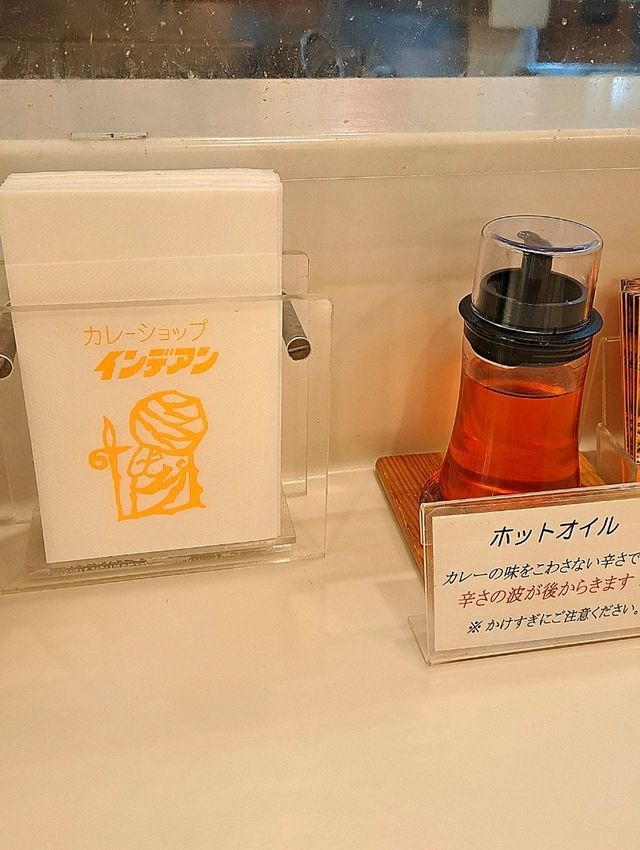 カレーショップ
インデアン
ホットオイル
カレーの味をこわさない辛さで
辛さの波が後からきます
※ かけすぎにご注意ください。